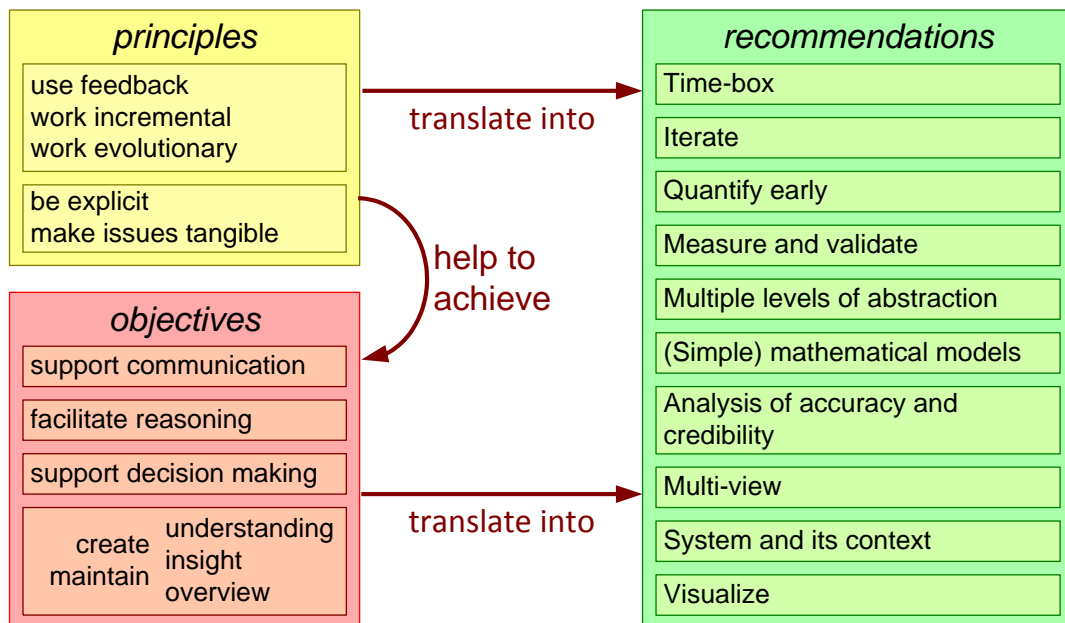 principles
use feedback
work incremental
work evolutionary
be explicit
make issues tangible
objectives
support communication
facilitate reasoning
support decision making
create
maintain
understanding
insight
overview
translate into
help to
achieve
translate into
recommendations
Time-box
Iterate
Quantify early
Measure and validate
Multiple levels of abstraction
(Simple) mathematical models
Analysis of accuracy and
credibility
Multi-view
System and its context
Visualize